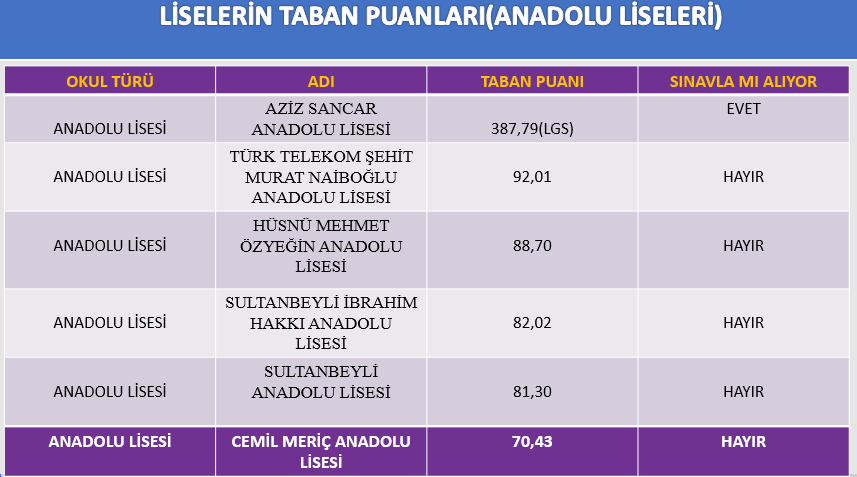 LİSELERİN TABAN PUANLARI(ANADOLU LİSELERİ)
OKUL TÜRÜ ADI TABAN PUANI SINAVLA MI ALIYOR
ANADOLU LİSESİ AZİZ SANCAR
ANADOLU LİSESİ 387,79(LGS) EVET
ANADOLU LİSESİ TÜRK TELEKOM ŞEHİT
MURAT NAİBOĞLU
ANADOLU LİSESİ 92,01 HAYIR
ANADOLU LİSESİ HÜSNÜ MEHMET
ÖZYEĞİN ANADOLU
LİSESİ 88,70 HAYIR
ANADOLU LİSESİ SULTANBEYLİ İBRAHİM
HAKKI ANADOLU
LİSESİ 82,02 HAYIR
ANADOLU LİSESİ SULTANBEYLİ
ANADOLU LİSESİ 81,30 HAYIR
ANADOLU LİSESİ CEMİL MERİÇ ANADOLU
LİSESİ 70,43 HAYIR